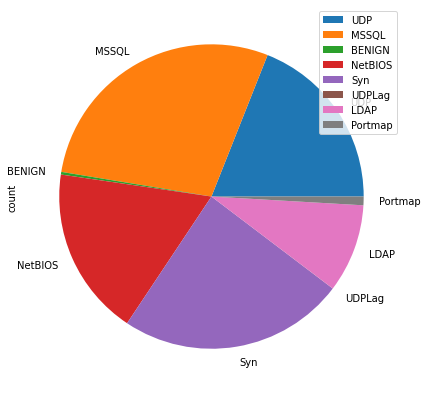 UDP
MSSQL
BENIGN
NetBIOS
Syn
UDPLag
LDAP
Portmap
MSSQL
BENIGN
count
NetBIOS
Syn
UDPLag
LDAP
Portmap